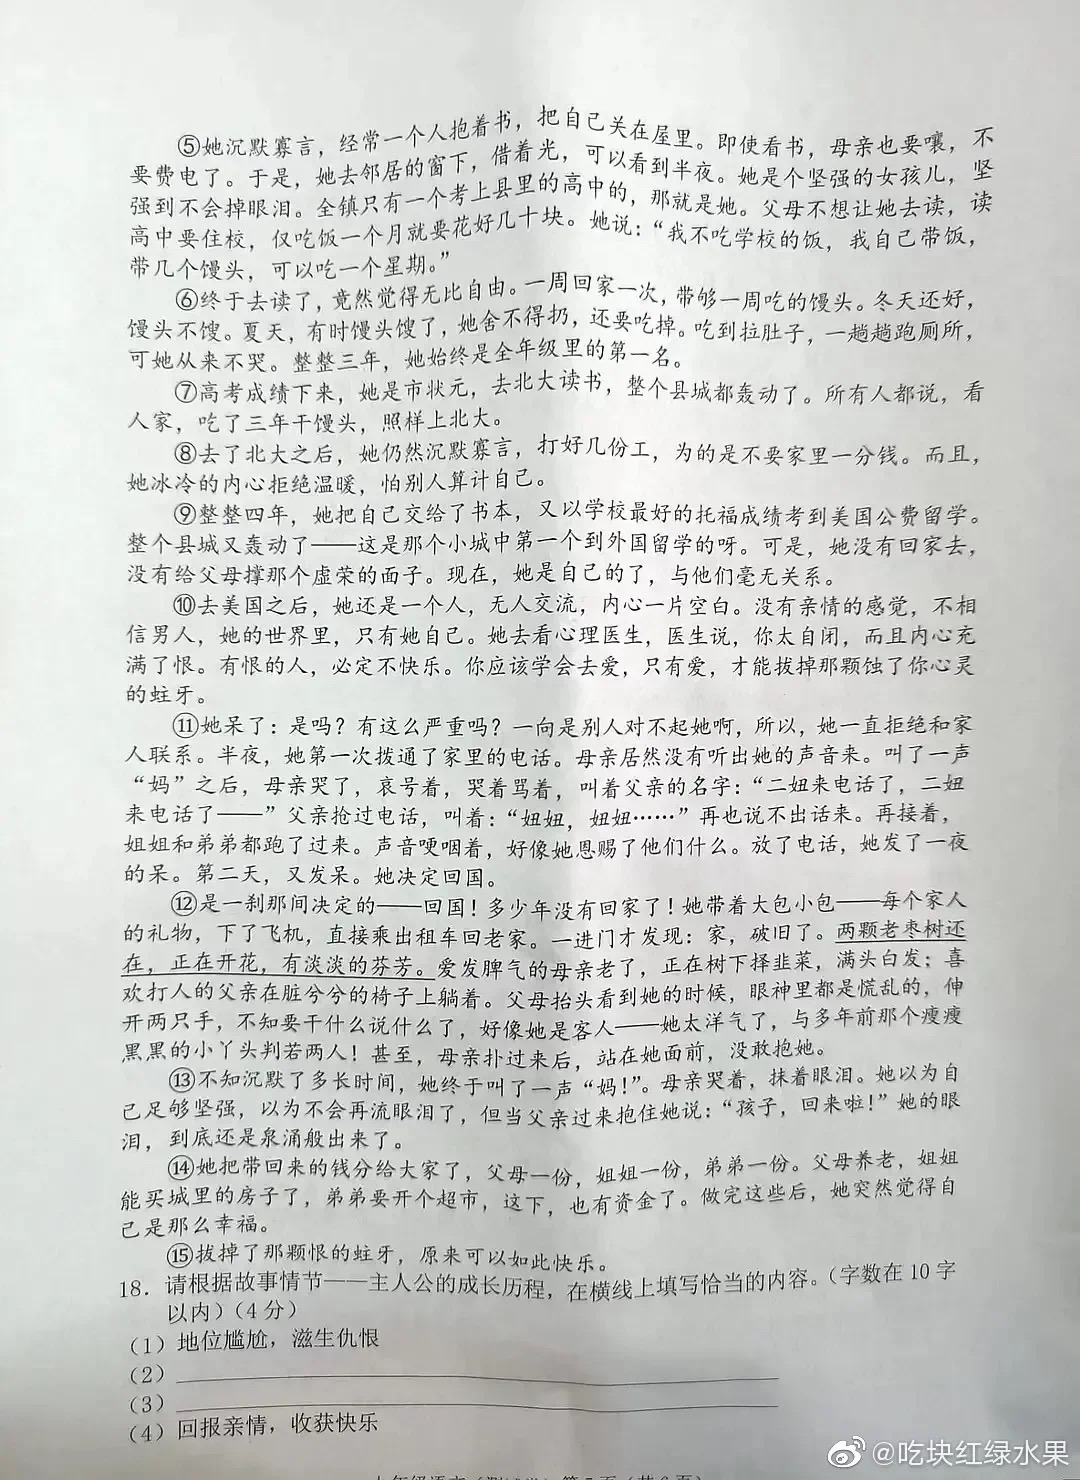 ⑤她沉默寡言，经常一个人抱着书，把自己关在屋里。即使看书，母亲也要嚷，不
要费电了。于是，她去邻居的窗下，借着光，可以看到半夜。她是个坚强的女孩儿，坚
强到不会掉眼泪。全镇只有一个考上县里的高中的，那就是她。父母不想让她去读，读
高中要住校，仅吃饭一个月就要花好几十块。她说：“我不吃学校的饭，我自己带饭，
带几个馒头，可以吃一个星期。”
⑥终于去读了，竟然觉得无比自由。一周回家一次，带够一周吃的馒头。冬天还好，
馒头不馊。夏天，有时馒头馊了，她舍不得扔，还要吃掉。吃到拉肚子，一趟趟跑厕所，
可她从来不哭。整整三年，她始终是全年级里的第一名。
⑦高考成绩下来，她是市状元，去北大读书，整个县城都轰动了。所有人都说，看
人家，吃了三年干馒头，照样上北大。
⑧去了北大之后，她仍然沉默寡言，打好几份工，为的是不要家里一分钱。而且，
她冰冷的内心拒绝温暖，怕别人算计自己。
⑨整整四年，她把自己交给了书本，又以学校最好的托福成绩考到美国公费留学。
整个县城又轰动了——这是那个小城中第一个到外国留学的呀。可是，她没有回家去，
没有给父母撑那个虚荣的面子。现在，她是自己的了，与他们毫无关系。
⑩去美国之后，她还是一个人，无人交流，内心一片空白。没有亲情的感觉，不相
信男人，她的世界里，只有她自己。她去看心理医生，医生说，你太自闭，而且内心充
满了恨。有恨的人，必定不快乐。你应该学会去爱，只有爱，才能拔掉那颗蚀了你心灵
的蛀牙。
⑪她呆了：是吗？有这么严重吗？一向是别人对不起她啊，所以，她一直拒绝和家
人联系。半夜，她第一次拨通了家里的电话。母亲居然没有听出她的声音来。叫了一声
“妈”之后，母亲哭了，哀号着，哭着骂着，叫着父亲的名字：“二妞来电话了，二妞
来电话了——”父亲抢过电话，叫着：“妞妞，妞妞……”再也说不出话来。再接着，
姐姐和弟弟都跑了过来。声音哽咽着，好像她恩赐了他们什么。放了电话，她发了一夜
的呆。第二天，又发呆。她决定回国。
⑫是一刹那间决定的——回国！多少年没有回家了！她带着大包小包——每个家人
的礼物，下了飞机，直接乘出租车回老家。一进门才发现：家，破旧了。两颗老枣树还
在，正在开花，有淡淡的芬芳。爱发脾气的母亲老了，正在树下择韭菜，满头白发；喜
欢打人的父亲在脏兮兮的椅子上躺着。父母抬头看到她的时候，眼神里都是慌乱的，伸
开两只手，不知要干什么说什么了，好像她是客人——她太洋气了，与多年前那个瘦瘦
黑黑的小丫头判若两人！甚至，母亲扑过来后，站在她面前，没敢抱她。
⑬不知沉默了多长时间，她终于叫了一声“妈！”。母亲哭着，抹着眼泪。她以为自
己足够坚强，以为不会再流眼泪了，但当父亲过来抱住她说：“孩子，回来啦！”她的眼
泪，到底还是泉涌般出来了。
⑭她把带回来的钱分给大家了，父母一份，姐姐一份，弟弟一份。父母养老，姐姐
能买城里的房子了，弟弟要开个超市，这下，也有资金了。做完这些后，她突然觉得自
己是那么幸福。
⑮拔掉了那颗恨的蛀牙，原来可以如此快乐。
18．请根据故事情节——主人公的成长历程，在横线上填写恰当的内容。（字数在 10 字
以内）（4 分）
（1）地位尴尬，滋生仇恨
（2）
（3）
（4）回报亲情，收获快乐
@吃块红绿水果